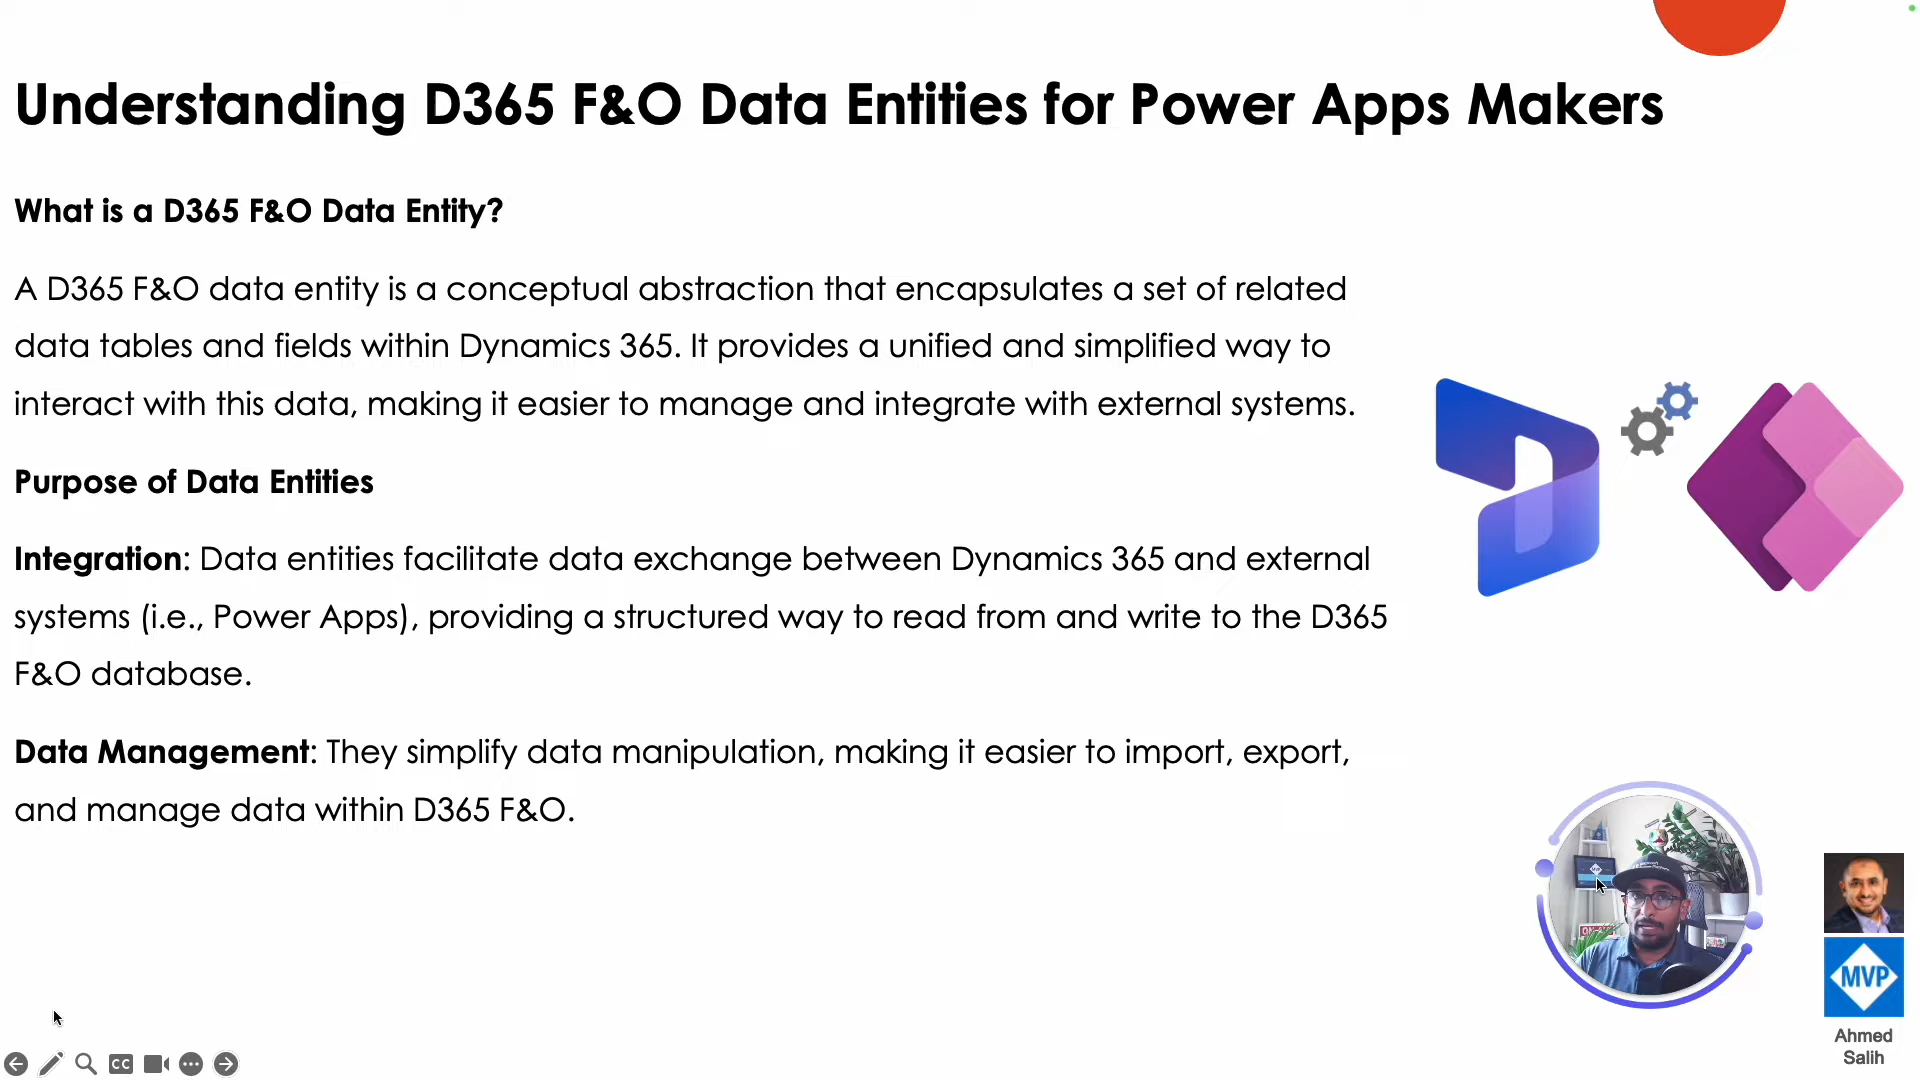 Understanding D365 F&O Data Entities for Power Apps Makers
What is a D365 F&O Data Entity?
A D365 F&O data entity is a conceptual abstraction that encapsulates a set of related
data tables and fields within Dynamics 365. It provides a unified and simplified way to
interact with this data, making it easier to manage and integrate with external systems.
Purpose of Data Entities
Integration: Data entities facilitate data exchange between Dynamics 365 and external
systems (i.e., Power Apps), providing a structured way to read from and write to the D365
F&O database.
Data Management: They simplify data manipulation, making it easier to import, export,
and manage data within D365 F&O.
MVP
Ahmed
Salih
CC